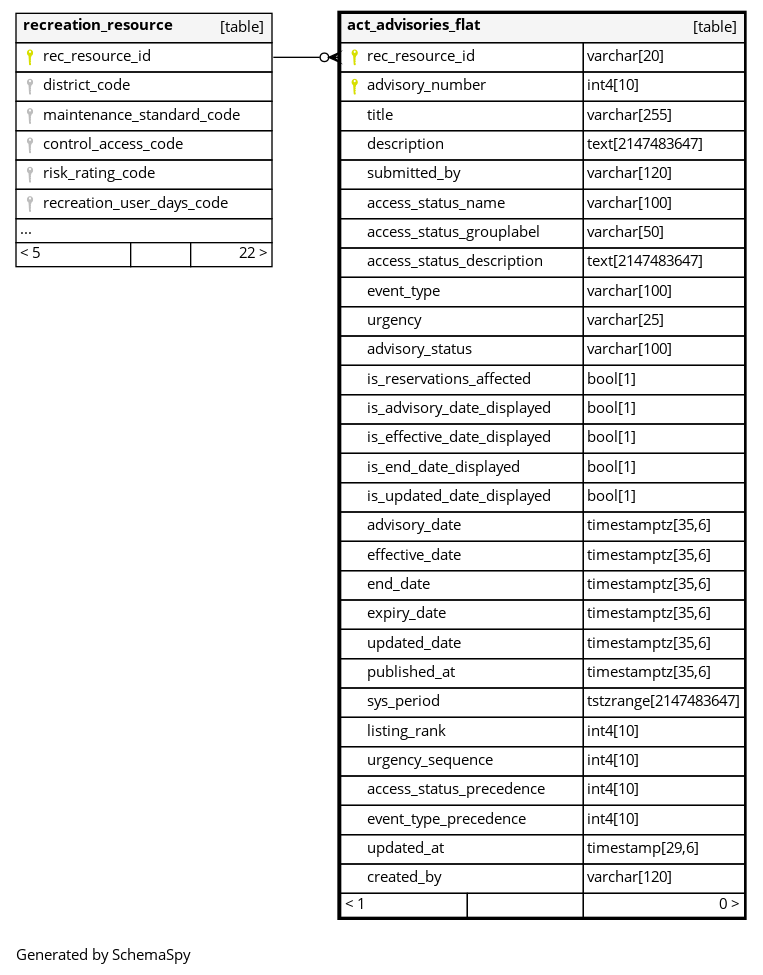 recreation_resource [table]
rec_resource_id
district_code
maintenance_standard_code
control_access_code
risk_rating_code
recreation_user_days_code
...
< 5 22 >
act_advisories_flat [table]
rec_resource_id varchar[20]
advisory_number int4[10]
title varchar[255]
description text[2147483647]
submitted_by varchar[120]
access_status_name varchar[100]
access_status_grouplabel varchar[50]
access_status_description text[2147483647]
event_type varchar[100]
urgency varchar[25]
advisory_status varchar[100]
is_reservations_affected bool[1]
is_advisory_date_displayed bool[1]
is_effective_date_displayed bool[1]
is_end_date_displayed bool[1]
is_updated_date_displayed bool[1]
advisory_date timestamptz[35,6]
effective_date timestamptz[35,6]
end_date timestamptz[35,6]
expiry_date timestamptz[35,6]
updated_date timestamptz[35,6]
published_at timestamptz[35,6]
sys_period tstzrange[2147483647]
listing_rank int4[10]
urgency_sequence int4[10]
access_status_precedence int4[10]
event_type_precedence int4[10]
updated_at timestamp[29,6]
created_by varchar[120]
< 1 0 >
Generated by SchemaSpy